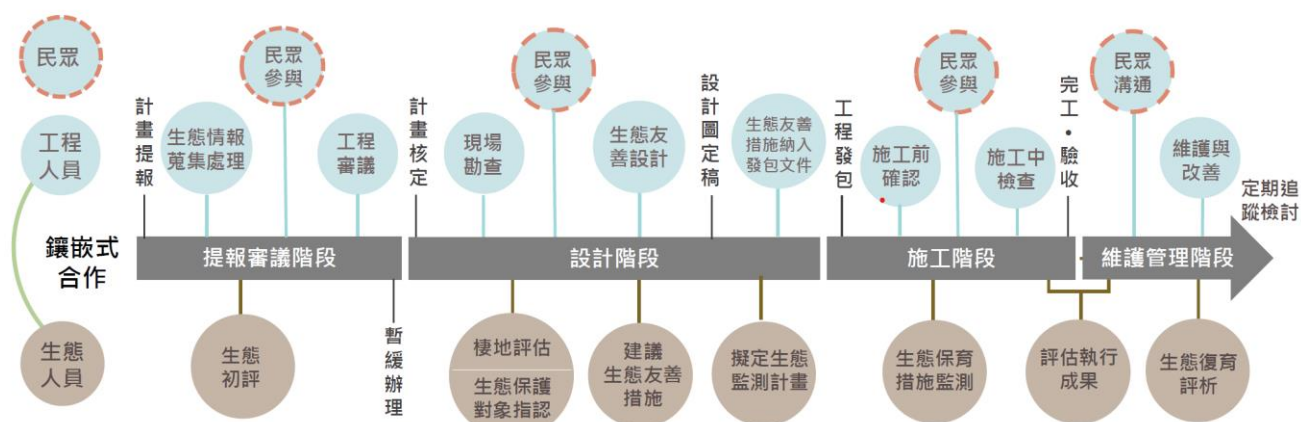 民眾
工程
人員
鑲嵌式
合作
生態
人員
計畫提報
生態情報
蒐集處理
民眾
參與
工程
審議
提報審議階段
生態
初評
暫緩辦理
計畫核定
現場
勘查
民眾
參與
生態友
善設計
設計圖定稿
生態友善
措施納入
發包文件
設計階段
棲地評估
生態保護
對象指認
建議
生態友善
措施
擬定生態
監測計畫
工程發包
施工前
確認
民眾
參與
施工中
檢查
完工・驗收
施工階段
生態保育
措施監測
評估執行
成果
民眾
溝通
維護與
改善
定期追
蹤檢討
維護管理階段
生態復育
評析